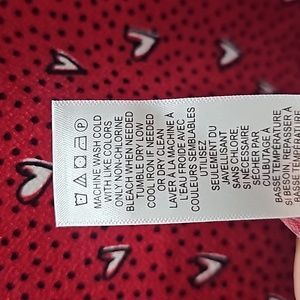 MACHINE WASH COLD
WITH LIKE COLORS
ONLY NON-CHLORINE
BLEACH WHEN NEEDED
TUMBLE DRY LOW
COOL IRON IF NEEDED
OR DRY CLEAN
LAVER À LA MACHINE À
L'EAU FROIDE AVEC
COULEURS SEMBLABLES
UTILISEZ
SEULEMENT UN
JAVELLISANT
SANS CHLORE,
SI NÉCESSAIRE
SÉCH PAR
CULBUTAGE À
BASSE TEMPÉRATURE
SI BESOIN, REPASSER À
BASSE TEMPÉRATURE